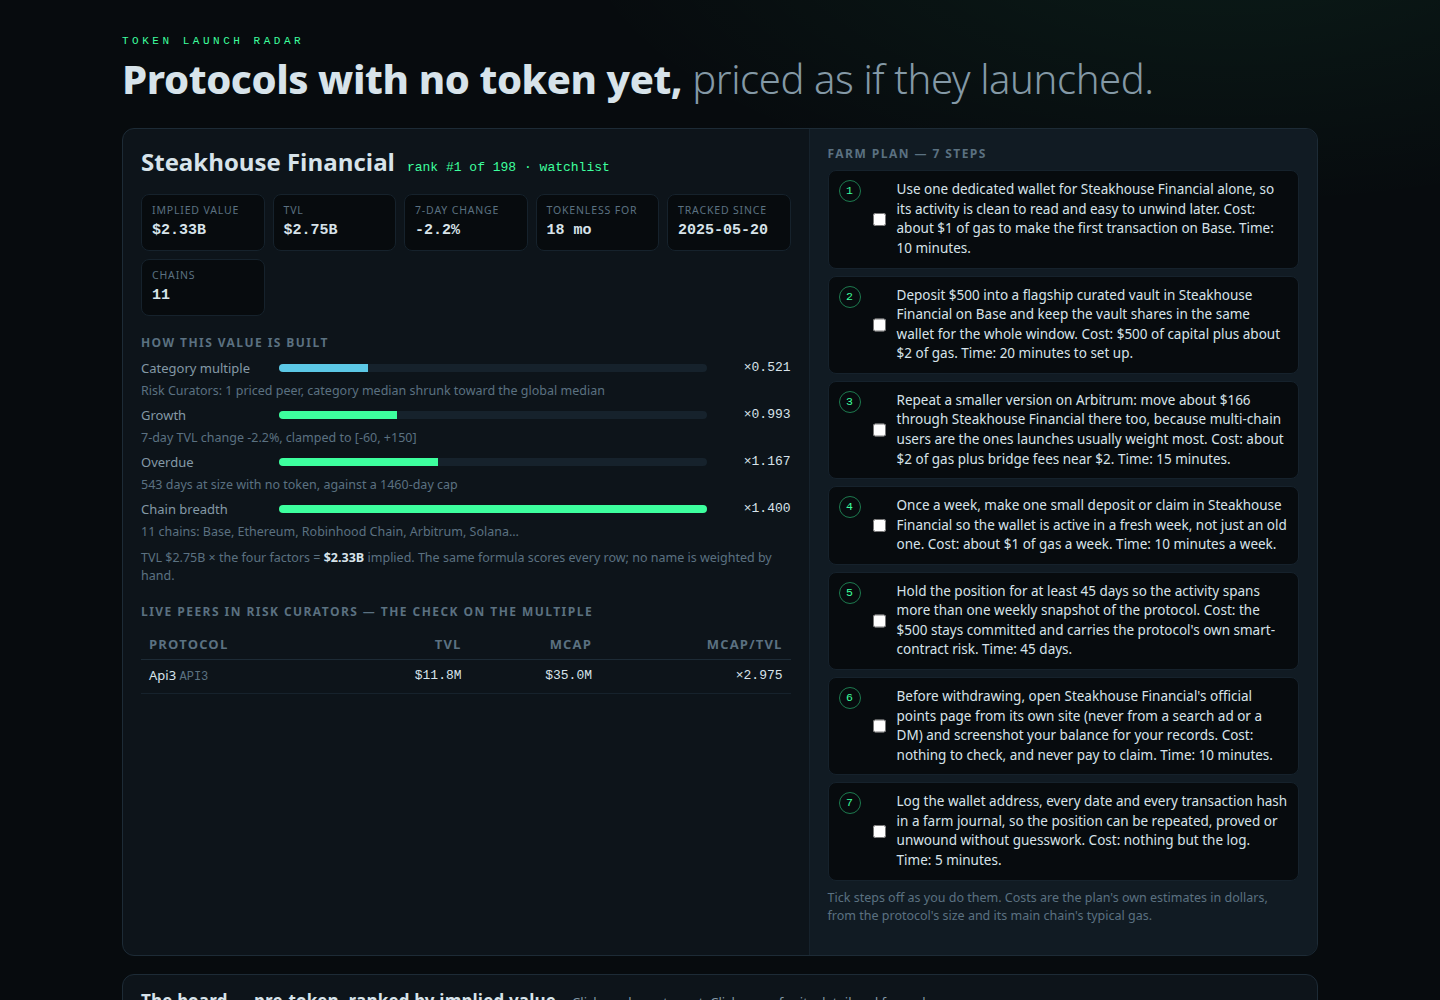 TOKEN LAUNCH RADAR
Protocols with no token yet, priced as if they launched.
Steakhouse Financial rank #1 of 198 · watchlist
IMPLIED VALUE
$2.33B
TVL
$2.75B
7-DAY CHANGE
-2.2%
TOKENLESS FOR
18 mo
TRACKED SINCE
2025-05-20
CHAINS
11
HOW THIS VALUE IS BUILT
Category multiple ×0.521
Risk Curators: 1 priced peer, category median shrunk toward the global median
Growth ×0.993
7-day TVL change -2.2%, clamped to [-60, +150]
Overdue ×1.167
543 days at size with no token, against a 1460-day cap
Chain breadth ×1.400
11 chains: Base, Ethereum, Robinhood Chain, Arbitrum, Solana...
TVL $2.75B × the four factors = $2.33B implied. The same formula scores every row; no name is weighted by
hand.
LIVE PEERS IN RISK CURATORS — THE CHECK ON THE MULTIPLE
PROTOCOL TVL MCAP MCAP/TVL
Api3 API3 $11.8M $35.0M ×2.975
FARM PLAN — 7 STEPS
1
Use one dedicated wallet for Steakhouse Financial alone, so
its activity is clean to read and easy to unwind later. Cost:
about $1 of gas to make the first transaction on Base. Time:
10 minutes.
2
Deposit $500 into a flagship curated vault in Steakhouse
Financial on Base and keep the vault shares in the same
wallet for the whole window. Cost: $500 of capital plus about
$2 of gas. Time: 20 minutes to set up.
3
Repeat a smaller version on Arbitrum: move about $166
through Steakhouse Financial there too, because multi-chain
users are the ones launches usually weight most. Cost: about
$2 of gas plus bridge fees near $2. Time: 15 minutes.
4
Once a week, make one small deposit or claim in Steakhouse
Financial so the wallet is active in a fresh week, not just an old
one. Cost: about $1 of gas a week. Time: 10 minutes a week.
5
Hold the position for at least 45 days so the activity spans
more than one weekly snapshot of the protocol. Cost: the
$500 stays committed and carries the protocol's own smart-
contract risk. Time: 45 days.
6
Before withdrawing, open Steakhouse Financial's official
points page from its own site (never from a search ad or a
DM) and screenshot your balance for your records. Cost:
nothing to check, and never pay to claim. Time: 10 minutes.
7
Log the wallet address, every date and every transaction hash
in a farm journal, so the position can be repeated, proved or
unwound without guesswork. Cost: nothing but the log.
Time: 5 minutes.
Tick steps off as you do them. Costs are the plan's own estimates in dollars,
from the protocol's size and its main chain's typical gas.
The board — pre-token, ranked by implied value